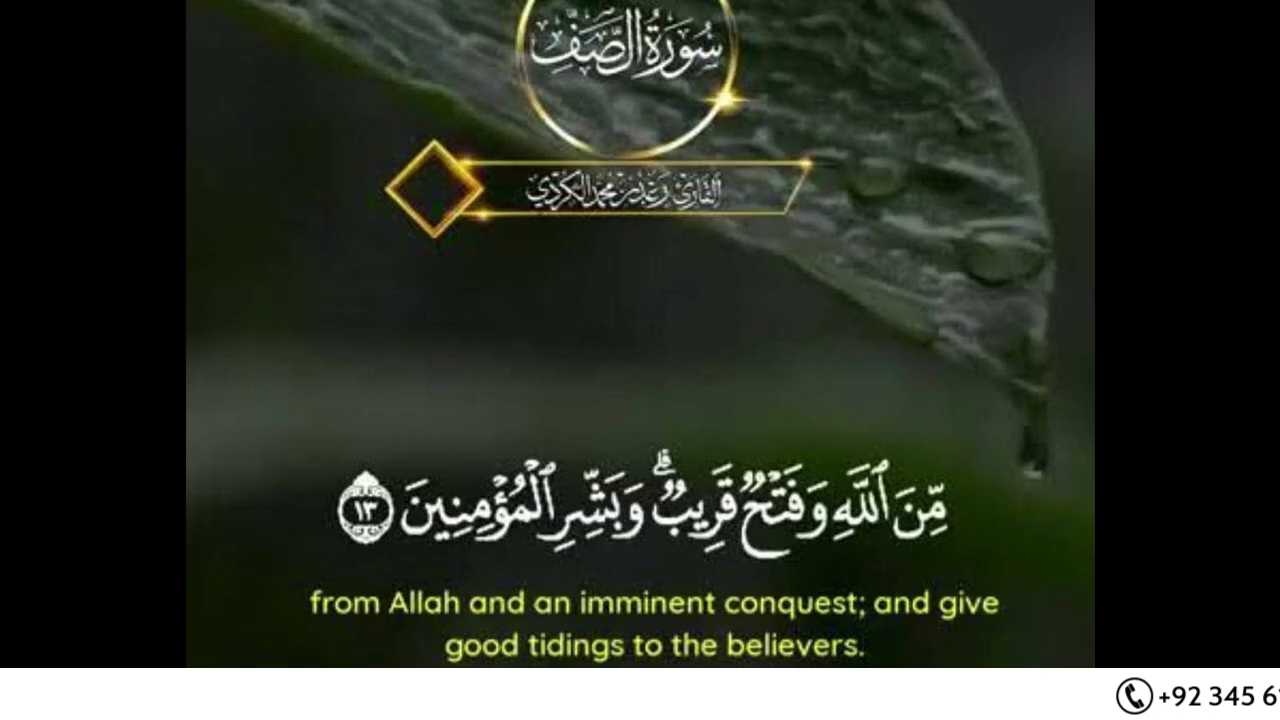 سُورَةُ الصَّفِّ
القارئ رعد بن محمد الكردي
مِّنَ ٱللَّهِ وَفَتْحٌ قَرِيبٌ ۗ وَبَشِّرِ ٱلْمُؤْمِنِينَ ١٣
from Allah and an imminent conquest; and give
good tidings to the believers.
+92 345 6